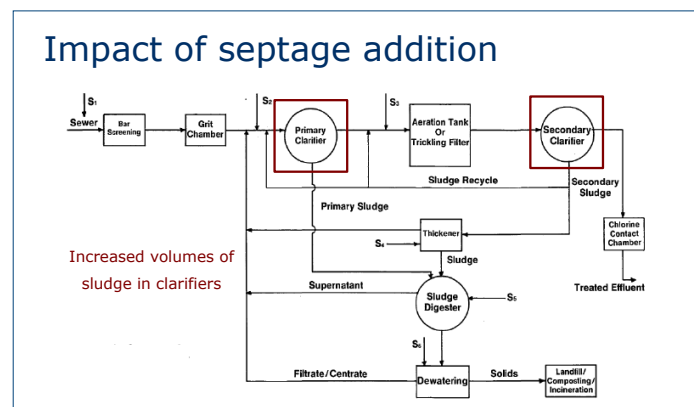 Impact of septage addition
S₁
S₂
S₃
Sewer
Bar
Screening
Grit
Chamber
Primary
Clarifier
Aeration Tank
Or
Trickling Filter
Secondary
Clarifier
Sludge Recycle
Secondary
Sludge
Primary Sludge
Chlorine
Contact
Chamber
Thickener
S₄
Sludge
Increased volumes of
sludge in clarifiers
Treated Effluent
Supernatant
Sludge
Digester
S₅
S₆
Filtrate/Centrate
Dewatering
Solids
Landfill/
Composting/
Incineration